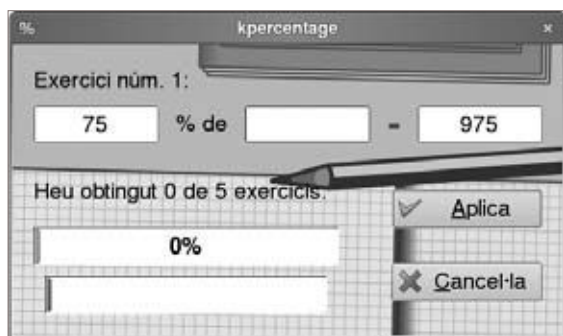 % kpercentage ×
Exercici núm. 1:
75 % de = 975
Heu obtingut 0 de 5 exercicis.
Aplica
0%
Cancel·la